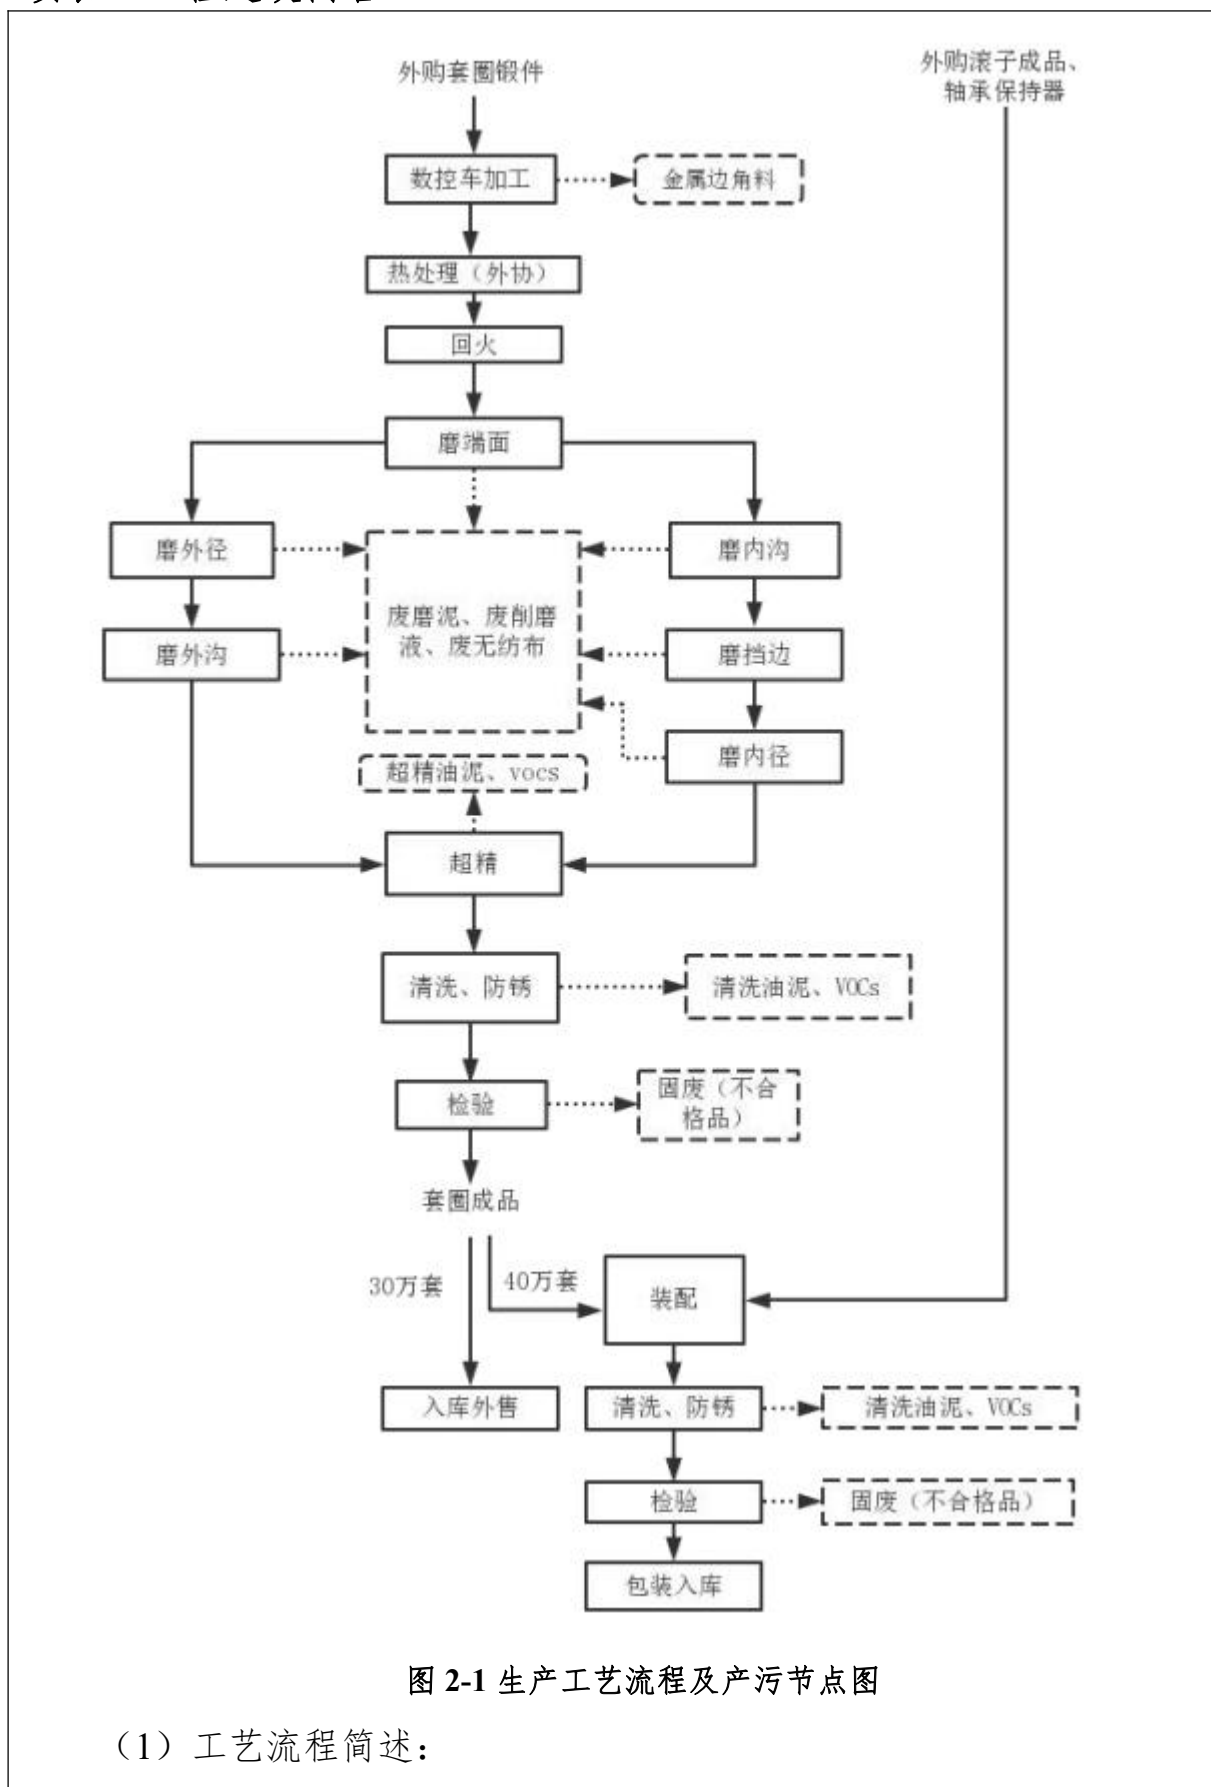 外购套圈锻件
外购滚子成品、
轴承保持器
数控车加工
金属边角料
热处理（外协）
回火
磨端面
磨外径
磨内沟
废磨泥、废削磨
液、废无纺布
磨外沟
磨挡边
磨内径
超精油泥、vocs
超精
清洗、防锈
清洗油泥、VOCs
检验
固废（不合
格品）
套圈成品
30万套
40万套
装配
入库外售
清洗、防锈
清洗油泥、VOCs
检验
固废（不合格品）
包装入库
图 2-1 生产工艺流程及产污节点图
（1）工艺流程简述：